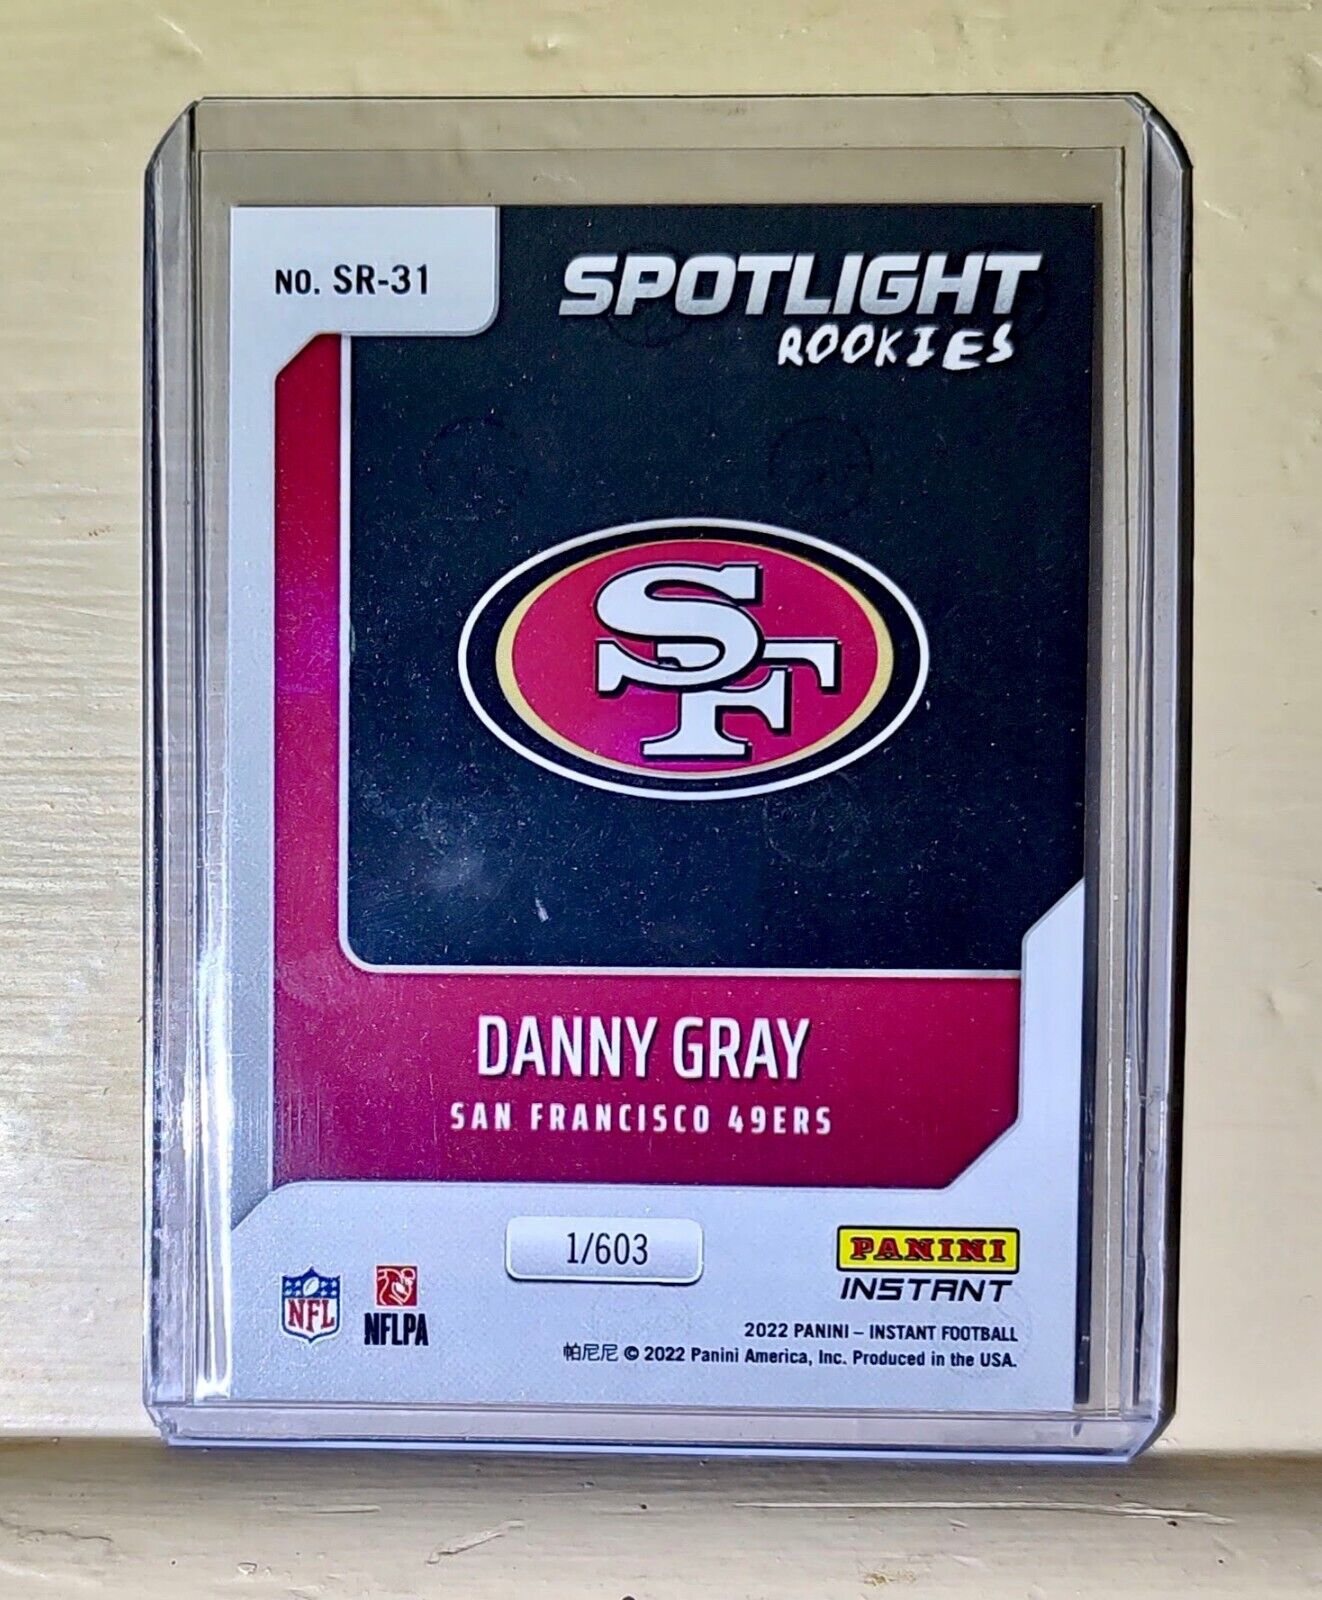 NO. SR-31
SPOTLIGHT
ROOKIES
SF
DANNY GRAY
SAN FRANCISCO 49ERS
1/603
PANINI
INSTANT
NFL
NFLPA
2022 PANINI – INSTANT FOOTBALL
帕尼尼 © 2022 Panini America, Inc. Produced in the USA.